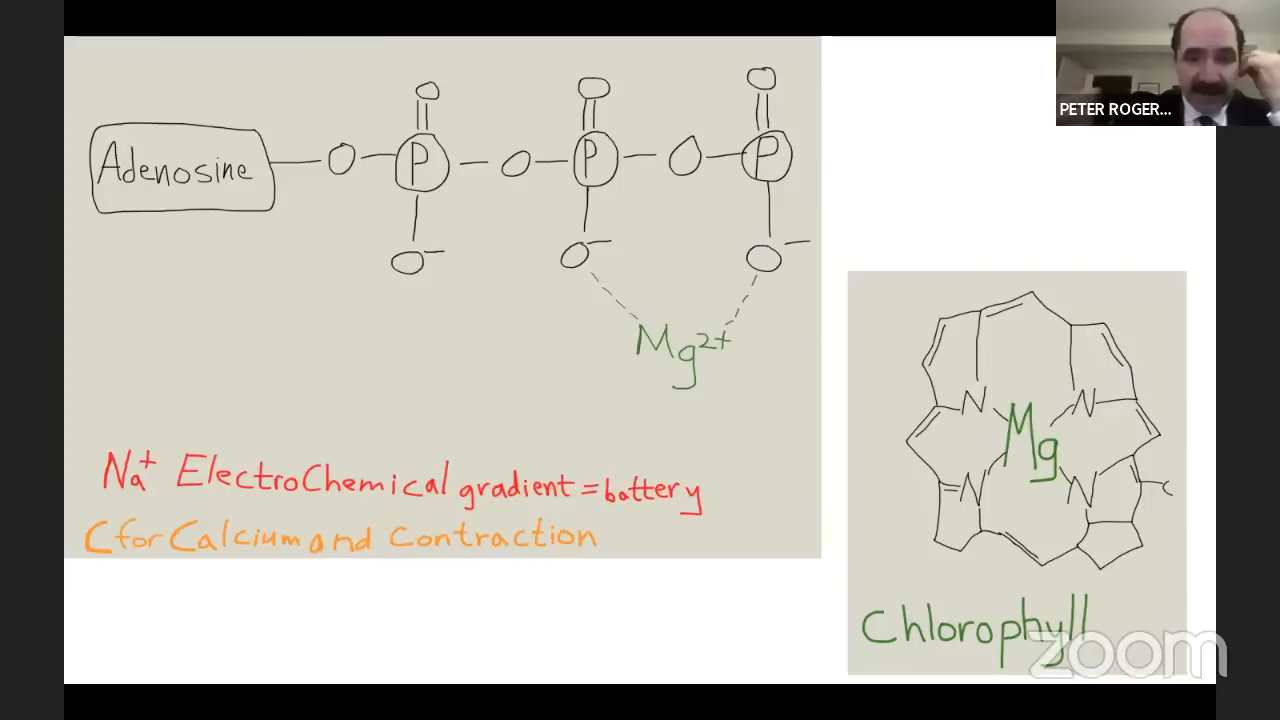 PETER ROGER...
O O O
Adenosine O P O P O P
O⁻ O⁻ O⁻
Mg²⁺
Na⁺ ElectroChemical gradient = battery
C for Calcium and Contraction
N N
Mg
N N
C
Chlorophyll
zoom